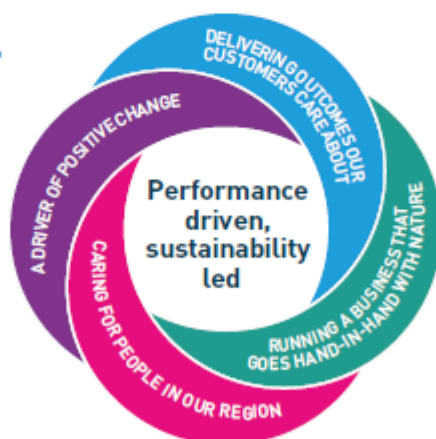 DELIVERING OUTCOMES OUR
CUSTOMERS CARE ABOUT
A DRIVER OF POSITIVE CHANGE
Performance
driven,
sustainability
led
RUNNING A BUSINESS THAT
GOES HAND-IN-HAND WITH NATURE
CARING FOR PEOPLE IN OUR REGION